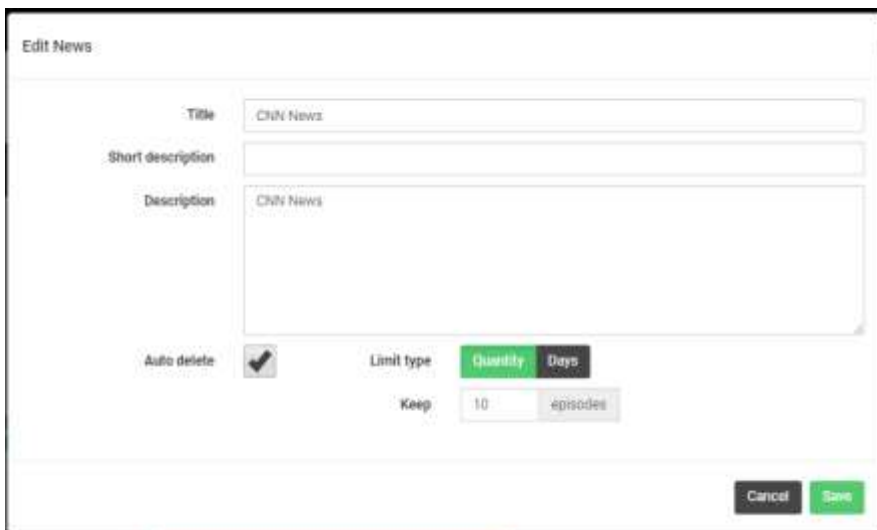 Edit News
Title CNN News
Short description
Description CNN News
Auto delete Limit type Quantity Days
Keep 10 episodes
Cancel Save